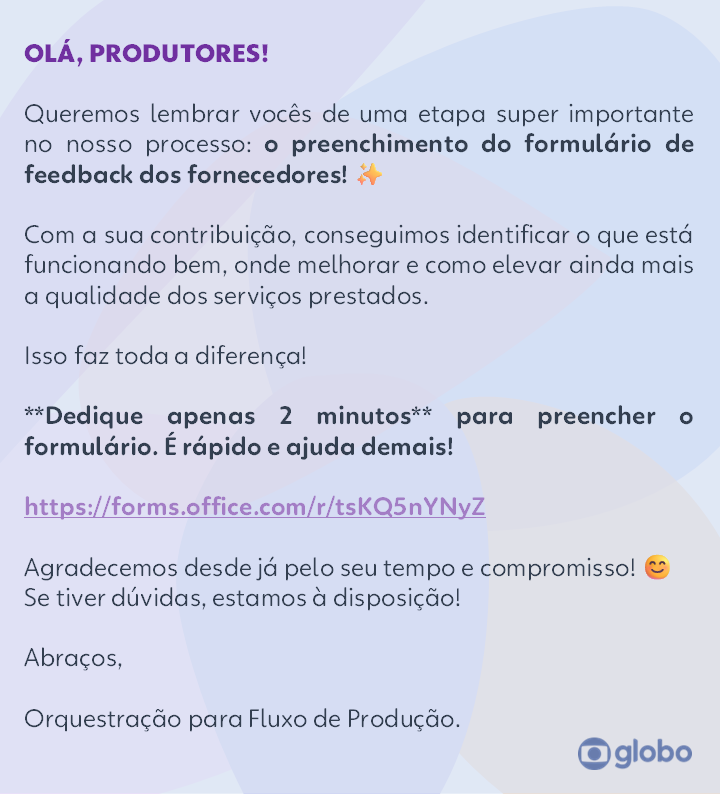 OLÁ, PRODUTORES!
Queremos lembrar vocês de uma etapa super importante
no nosso processo: o preenchimento do formulário de
feedback dos fornecedores! ✨
Com a sua contribuição, conseguimos identificar o que está
funcionando bem, onde melhorar e como elevar ainda mais
a qualidade dos serviços prestados.
Isso faz toda a diferença!
**Dedique apenas 2 minutos** para preencher o
formulário. É rápido e ajuda demais!
https://forms.office.com/r/tsKQ5nYNyZ
Agradecemos desde já pelo seu tempo e compromisso! 😊
Se tiver dúvidas, estamos à disposição!
Abraços,
Orquestração para Fluxo de Produção.
globo